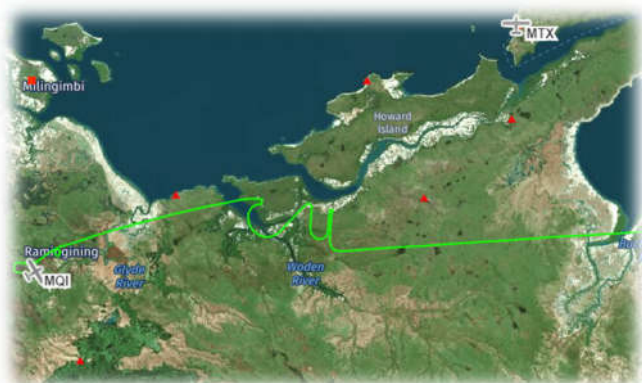 MTX
Milingimbi
Howard
Island
Ramingining
MQI
Glyde
River
Woden
River